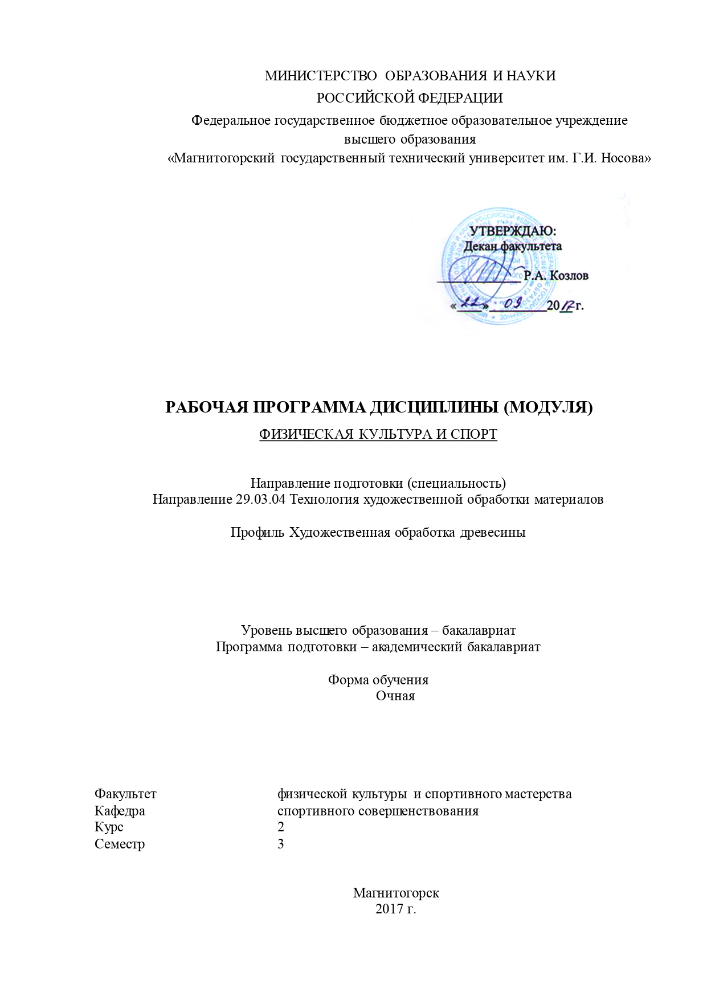 МИНИСТЕРСТВО ОБРАЗОВАНИЯ И НАУКИ
РОССИЙСКОЙ ФЕДЕРАЦИИ
Федеральное государственное бюджетное образовательное учреждение
высшего образования
«Магнитогорский государственный технический университет им. Г.И. Носова»
УТВЕРЖДАЮ:
Декан факультета
Р.А. Козлов
«22» 09 2017 г.
РАБОЧАЯ ПРОГРАММА ДИСЦИПЛИНЫ (МОДУЛЯ)
ФИЗИЧЕСКАЯ КУЛЬТУРА И СПОРТ
Направление подготовки (специальность)
Направление 29.03.04 Технология художественной обработки материалов
Профиль Художественная обработка древесины
Уровень высшего образования – бакалавриат
Программа подготовки – академический бакалавриат
Форма обучения
Очная
Факультет физической культуры и спортивного мастерства
Кафедра спортивного совершенствования
Курс 2
Семестр 3
Магнитогорск
2017 г.